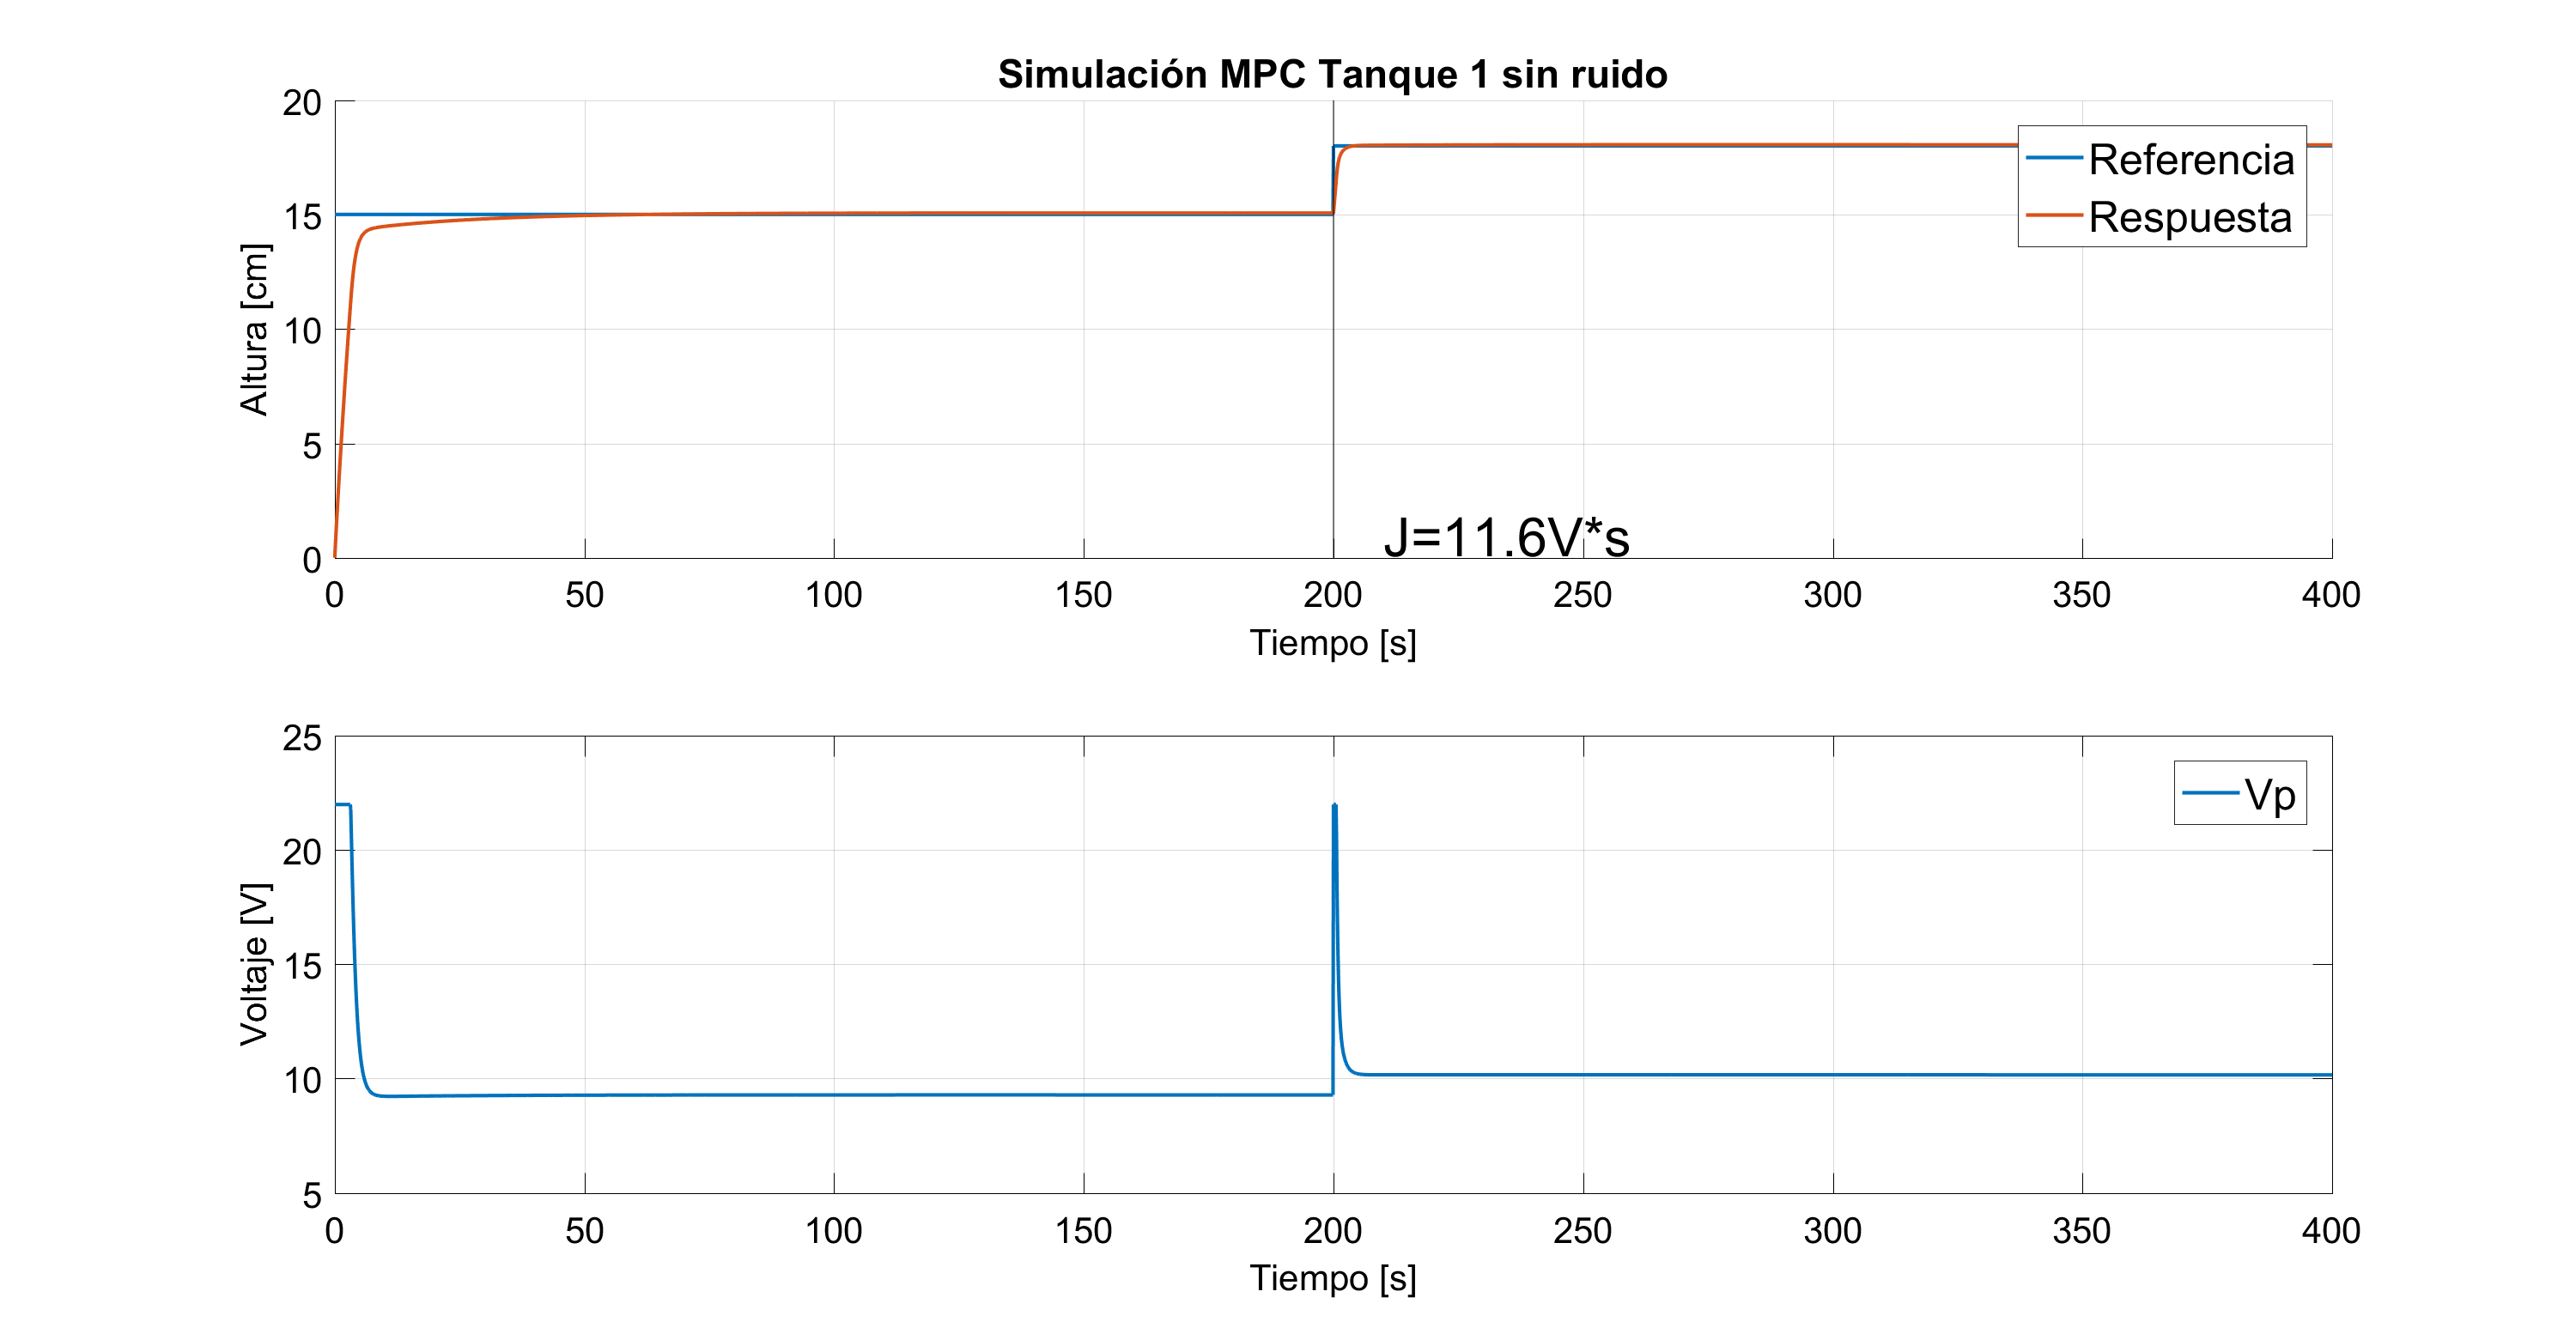 Simulación MPC Tanque 1 sin ruido
20
15
10
5
0
Altura [cm]
Referencia
Respuesta
J=11.6V*s
0 50 100 150 200 250 300 350 400
Tiempo [s]
25
20
15
10
5
Voltaje [V]
Vp
0 50 100 150 200 250 300 350 400
Tiempo [s]